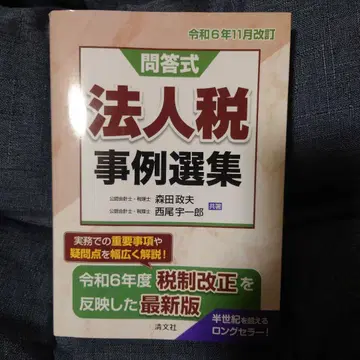 令和6年11月改訂
問答式
法人税
事例選集
公認会計士・税理士 森田政夫
公認会計士・税理士 西尾宇一郎 共著
実務での重要事項や
疑問点を幅広く解説!
令和6年度 税制改正を
反映した最新版
半世紀を超える
ロングセラー!
清文社